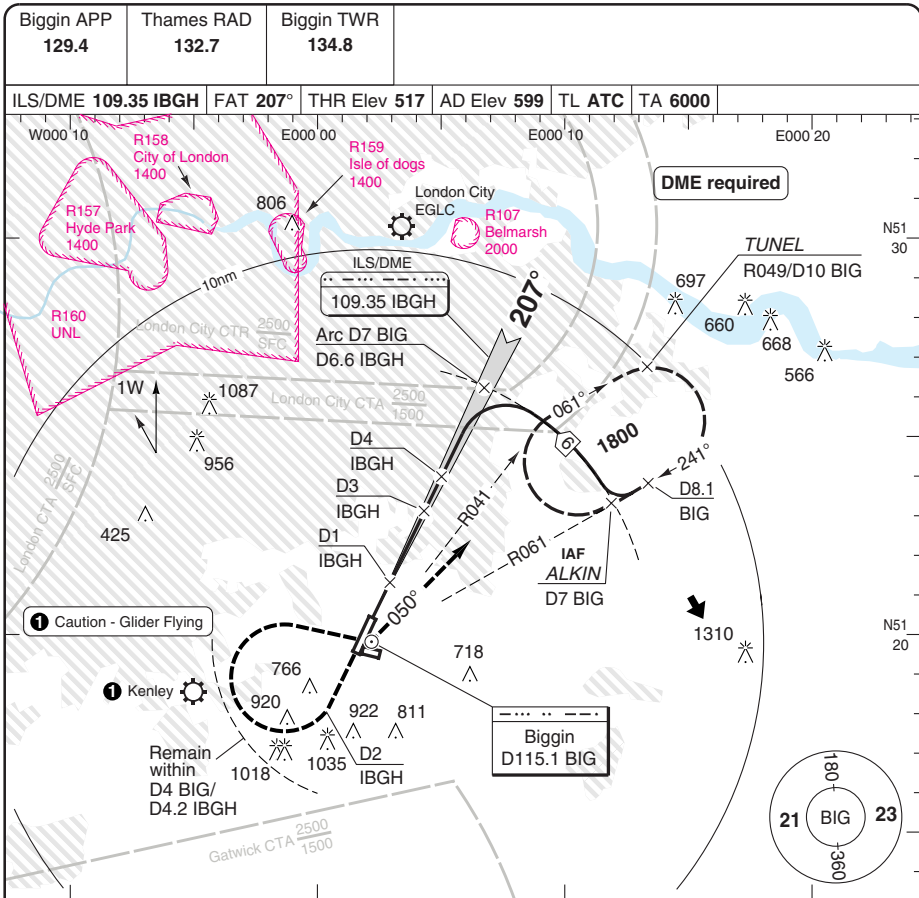 Biggin APP
129.4
Thames RAD
132.7
Biggin TWR
134.8
ILS/DME 109.35 IBGH
FAT 207°
THR Elev 517
AD Elev 599
TL ATC
TA 6000
W000 10
E000 00
E000 10
E000 20
R158
City of London
1400
R159
Isle of dogs
1400
DME required
R157
Hyde Park
1400
806
London City
EGLC
R107
Belmarsh
2000
N51
30
TUNEL
R049/D10 BIG
10nm
ILS/DME
109.35 IBGH
207°
697
660
668
566
R160
UNL
London City CTR 2500
SFC
Arc D7 BIG
D6.6 IBGH
1W
1087
London City CTA 2500
1500
061°
1800
6
956
D4
IBGH
241°
London CTA 2500
SFC
D3
IBGH
D8.1
BIG
425
R041
D1
IBGH
R061
IAF
ALKIN
D7 BIG
050°
1 Caution - Glider Flying
1310
N51
20
766
718
1 Kenley
920
922
811
Biggin
D115.1 BIG
Remain
within
D4 BIG/
D4.2 IBGH
1018
1035
D2
IBGH
Gatwick CTA 2500
1500
180
21
BIG
23
360